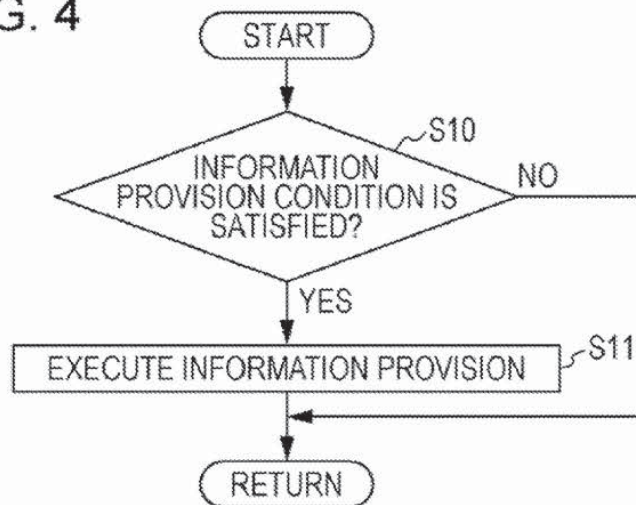 G. 4
START
S10
INFORMATION
PROVISION CONDITION IS
SATISFIED?
NO
YES
EXECUTE INFORMATION PROVISION
S11
RETURN